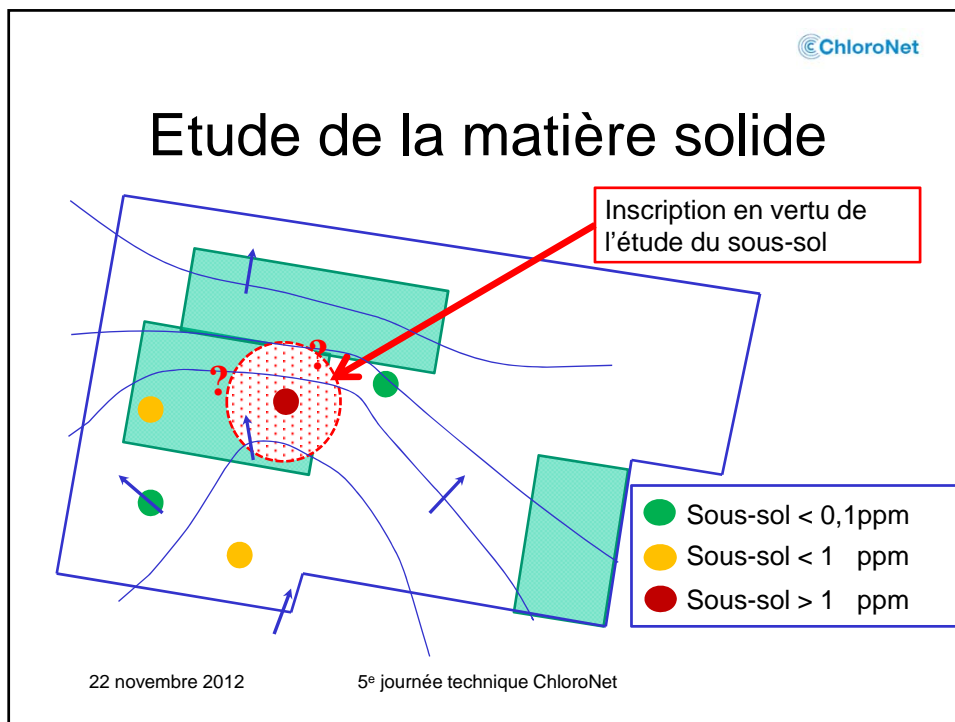 ChloroNet
Etude de la matière solide
Inscription en vertu de
l'étude du sous-sol
?
?
Sous-sol < 0,1ppm
Sous-sol < 1 ppm
Sous-sol > 1 ppm
22 novembre 2012 5e journée technique ChloroNet